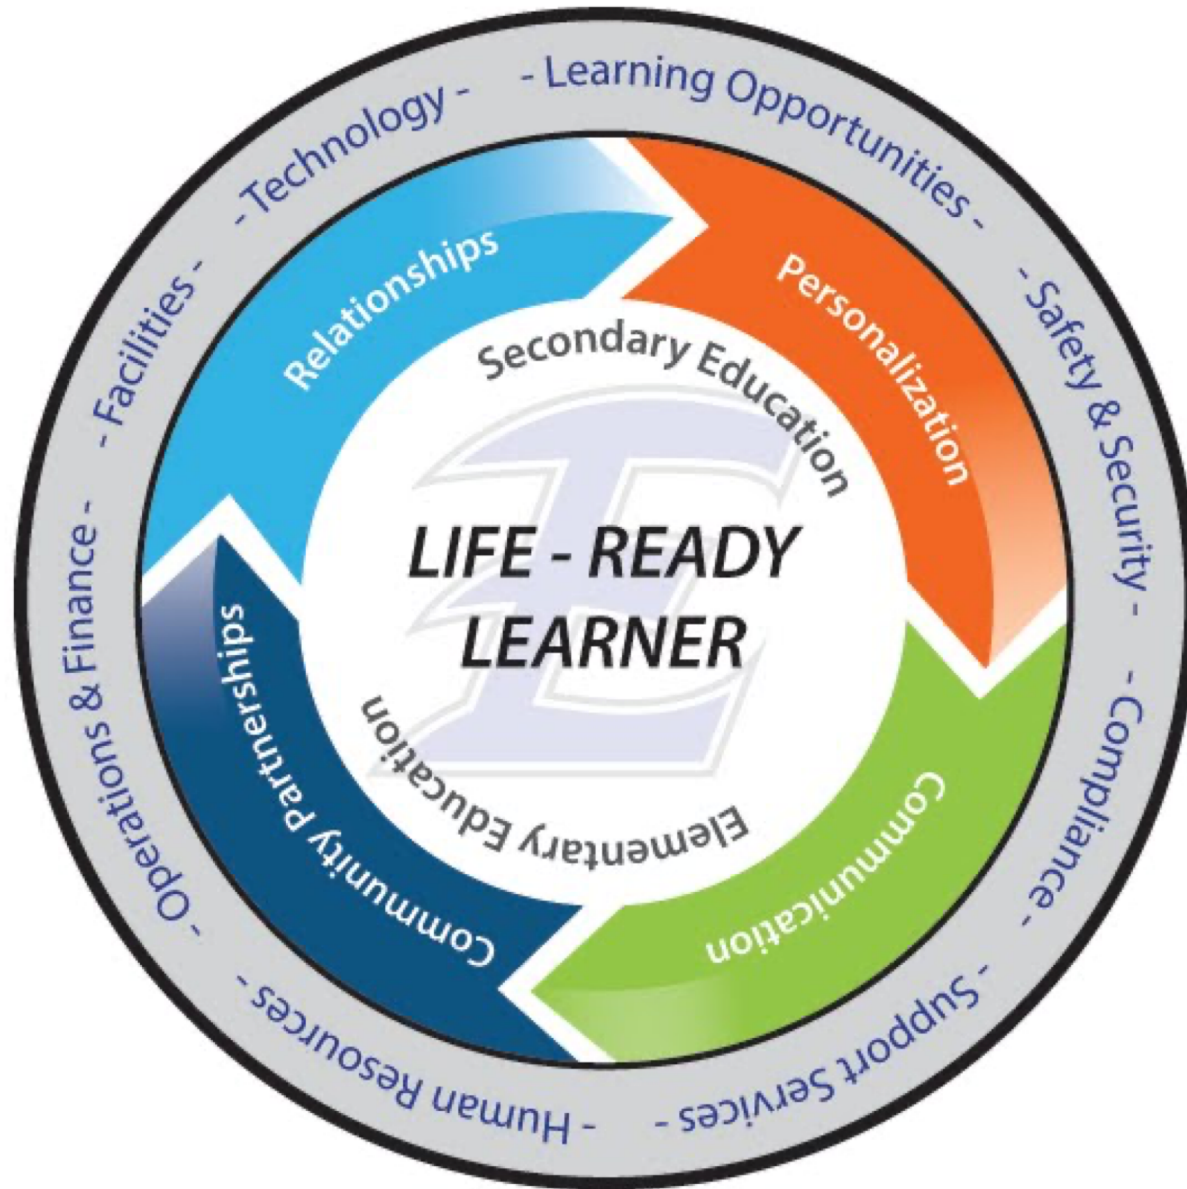 - Learning Opportunities -
- Safety & Security -
- Compliance -
- Support Services -
- Human Resources -
- Operations & Finance -
- Facilities -
- Technology -
Relationships
Personalization
Communication
Community Partnerships
Secondary Education
LIFE - READY
LEARNER
Elementary Education
E